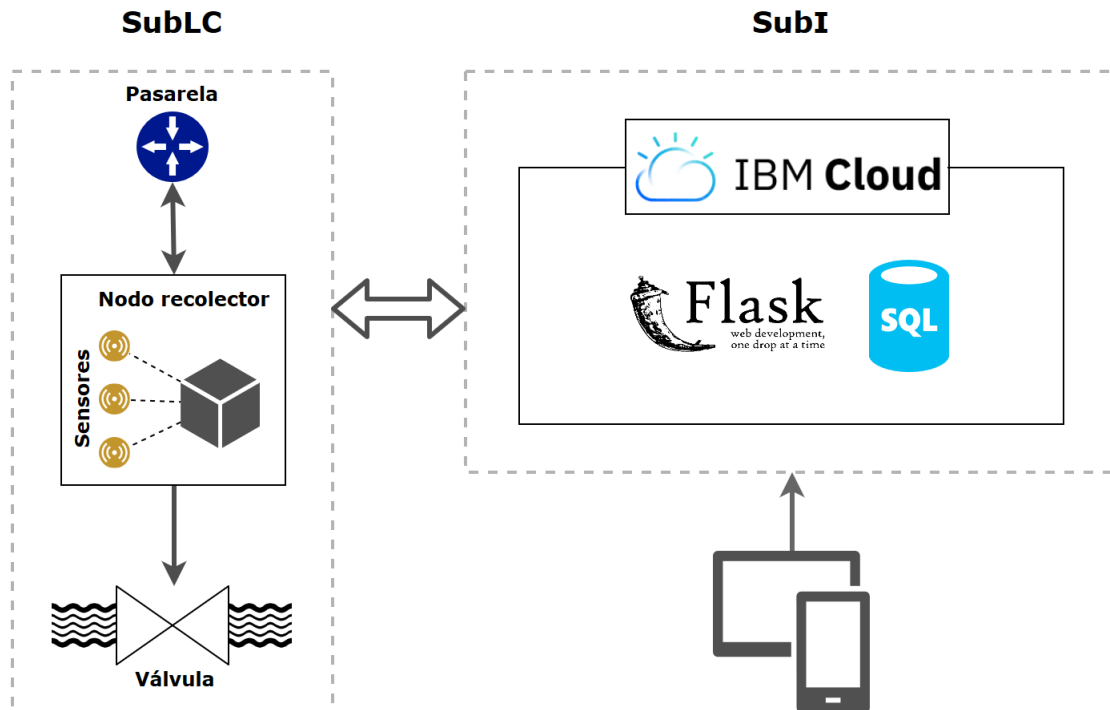 SubLC
SubI
Pasarela
IBM Cloud
Nodo recolector
Sensores
Flask
web development,
one drop at a time
SQL
Válvula